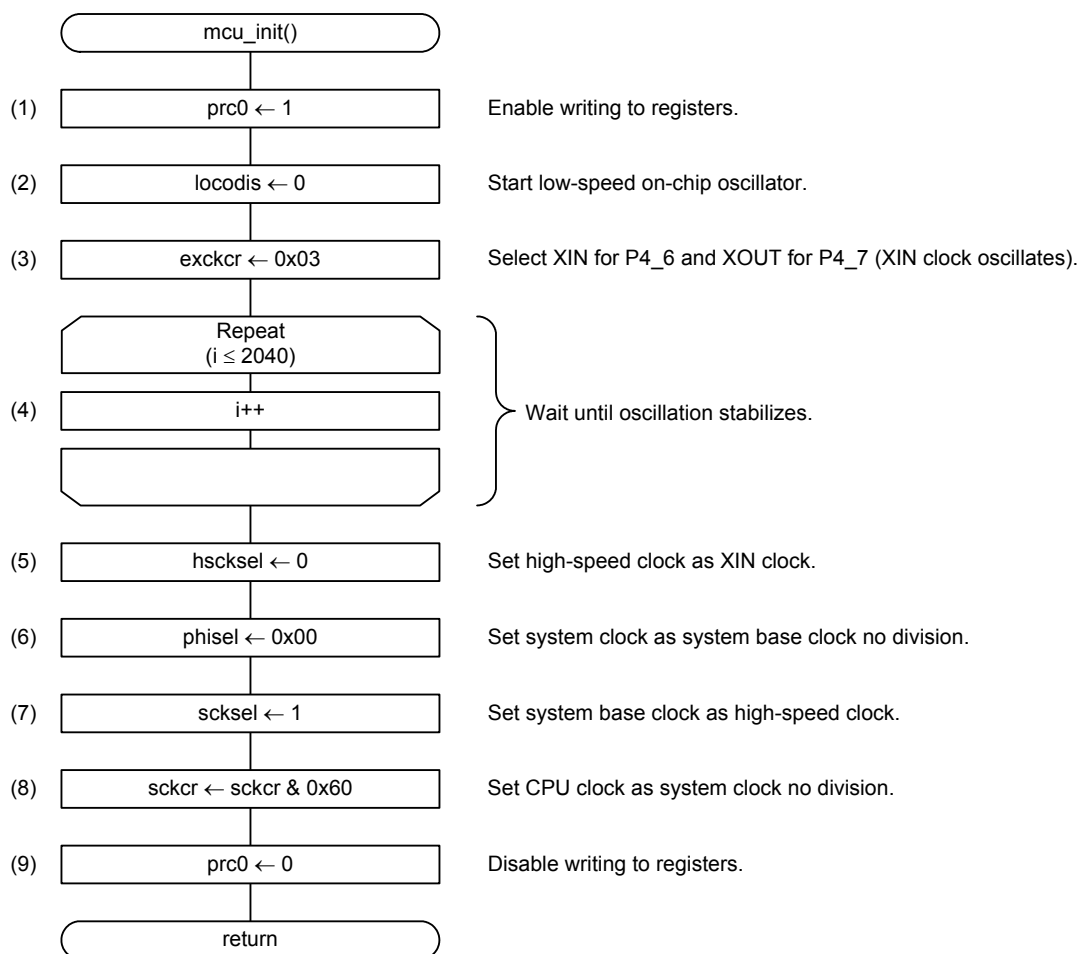 mcu_init()
(1) prc0 ← 1 Enable writing to registers.
(2) locodis ← 0 Start low-speed on-chip oscillator.
(3) exckcr ← 0x03 Select XIN for P4_6 and XOUT for P4_7 (XIN clock oscillates).
Repeat
(i ≤ 2040)
(4) i++ Wait until oscillation stabilizes.
(5) hscksel ← 0 Set high-speed clock as XIN clock.
(6) phisel ← 0x00 Set system clock as system base clock no division.
(7) scksel ← 1 Set system base clock as high-speed clock.
(8) sckcr ← sckcr & 0x60 Set CPU clock as system clock no division.
(9) prc0 ← 0 Disable writing to registers.
return